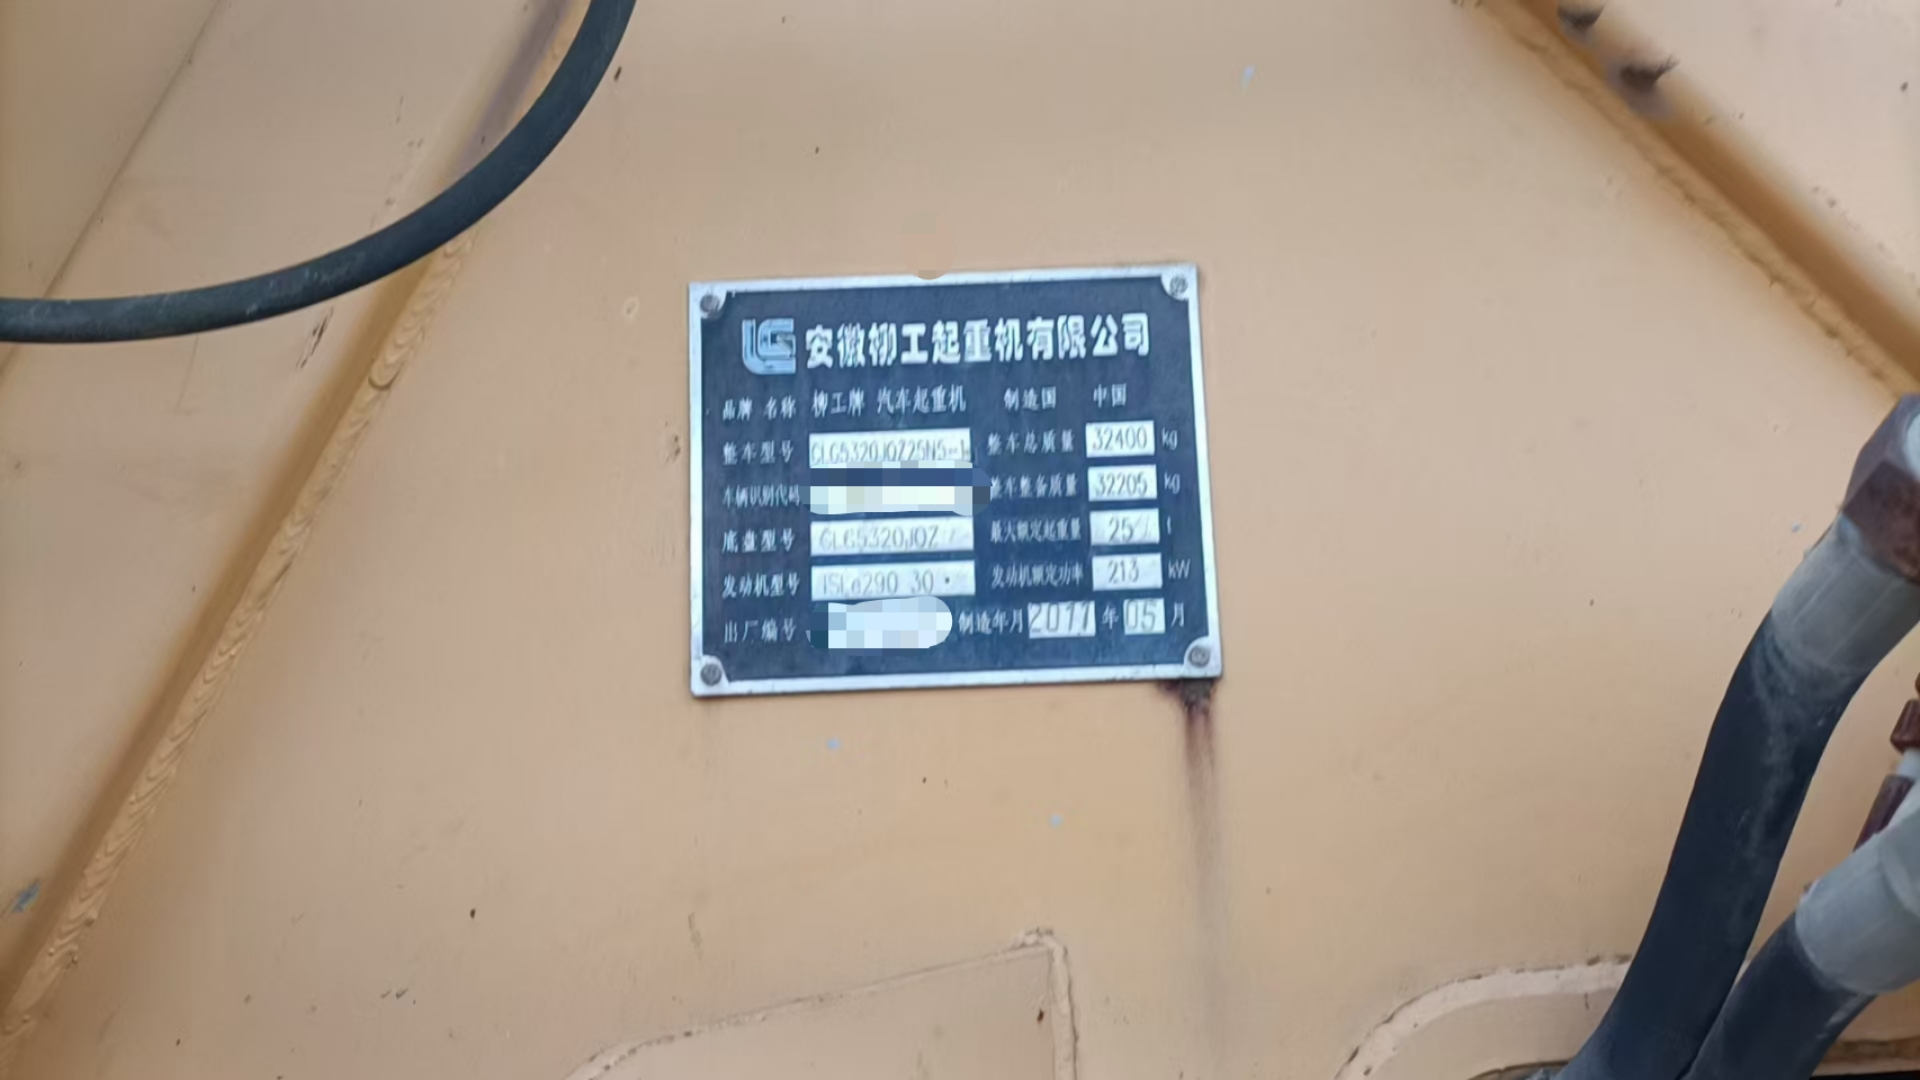 LG 安徽柳工起重机有限公司
品牌 名称 柳工牌 汽车起重机 制造国 中国
整车型号 CLG5320JQZ25N5-1 整车总质量 32400 kg
车辆识别代码 整车整备质量 32205 kg
底盘型号 CLG5320JQZ 最大额定起重量 25 t
发动机型号 ISLe290 30 发动机额定功率 213 kW
出厂编号 制造年月 2011 年 05 月